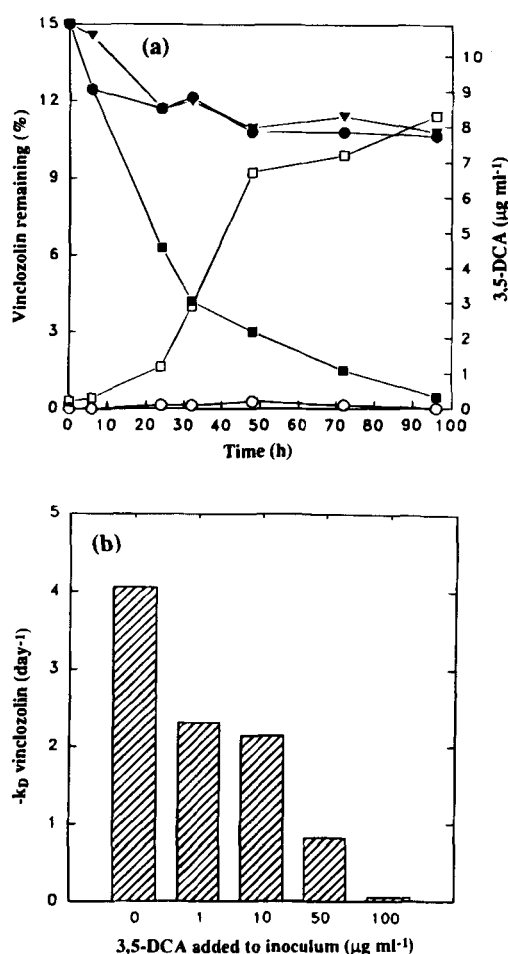 (a)
Vinclozolin remaining (%)
15
12
9
6
3
0
3,5-DCA (µg ml-1)
10
9
8
7
6
5
4
3
2
1
0
0 10 20 30 40 50 60 70 80 90 100
Time (h)
(b)
-kD vinclozolin (day-1)
5
4
3
2
1
0
0 1 10 50 100
3,5-DCA added to inoculum (µg ml-1)